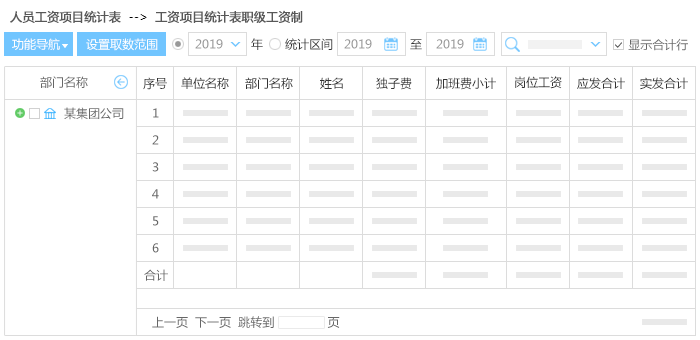 人员工资项目统计表 --> 工资项目统计表职级工资制
功能导航 设置取数范围 2019 年 统计区间 2019 至 2019 显示合计行
部门名称 序号 单位名称 部门名称 姓名 独子费 加班费小计 岗位工资 应发合计 实发合计
某集团公司 1
2
3
4
5
6
合计
上一页 下一页 跳转到 页